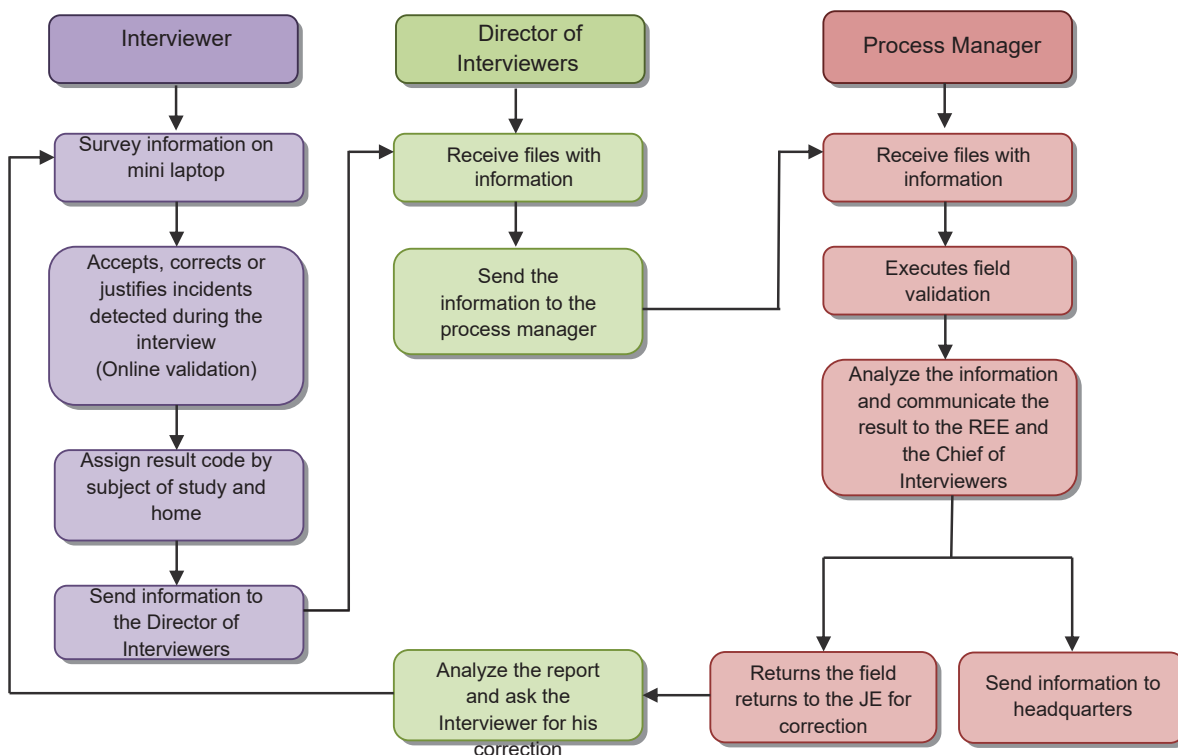 Interviewer
Survey information on
mini laptop
Accepts, corrects or
justifies incidents
detected during the
interview
(Online validation)
Assign result code by
subject of study and
home
Send information to
the Director of
Interviewers
Director of
Interviewers
Receive files with
information
Send the
information to the
process manager
Analyze the report
and ask the
Interviewer for his
correction
Process Manager
Receive files with
information
Executes field
validation
Analyze the information
and communicate the
result to the REE and
the Chief of
Interviewers
Returns the field
returns to the JE for
correction
Send information to
headquarters